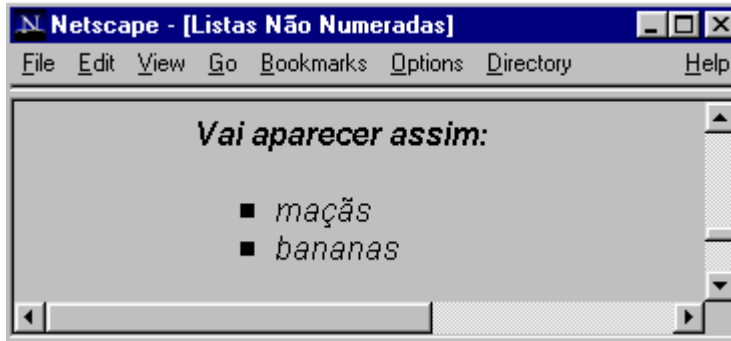 Netscape - [Listas Não Numeradas]
File Edit View Go Bookmarks Options Directory Help
Vai aparecer assim:
maçãs
bananas